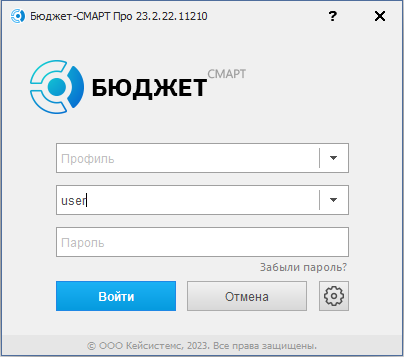 Бюджет-СМАРТ Про 23.2.22.11210 ?
БЮДЖЕТ СМАРТ
Профиль
user
Пароль
Забыли пароль?
Войти Отмена
© ООО Кейсистемс, 2023. Все права защищены.